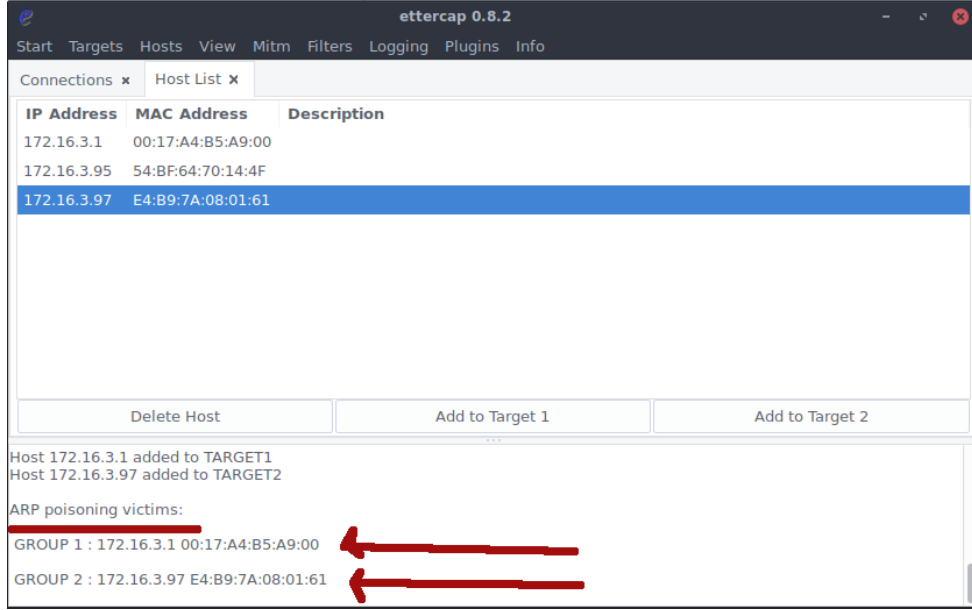 ettercap 0.8.2
Start Targets Hosts View Mitm Filters Logging Plugins Info
Connections × Host List ×
IP Address MAC Address Description
172.16.3.1 00:17:A4:B5:A9:00
172.16.3.95 54:BF:64:70:14:4F
172.16.3.97 E4:B9:7A:08:01:61
Delete Host Add to Target 1 Add to Target 2
Host 172.16.3.1 added to TARGET1
Host 172.16.3.97 added to TARGET2
ARP poisoning victims:
GROUP 1 : 172.16.3.1 00:17:A4:B5:A9:00
GROUP 2 : 172.16.3.97 E4:B9:7A:08:01:61